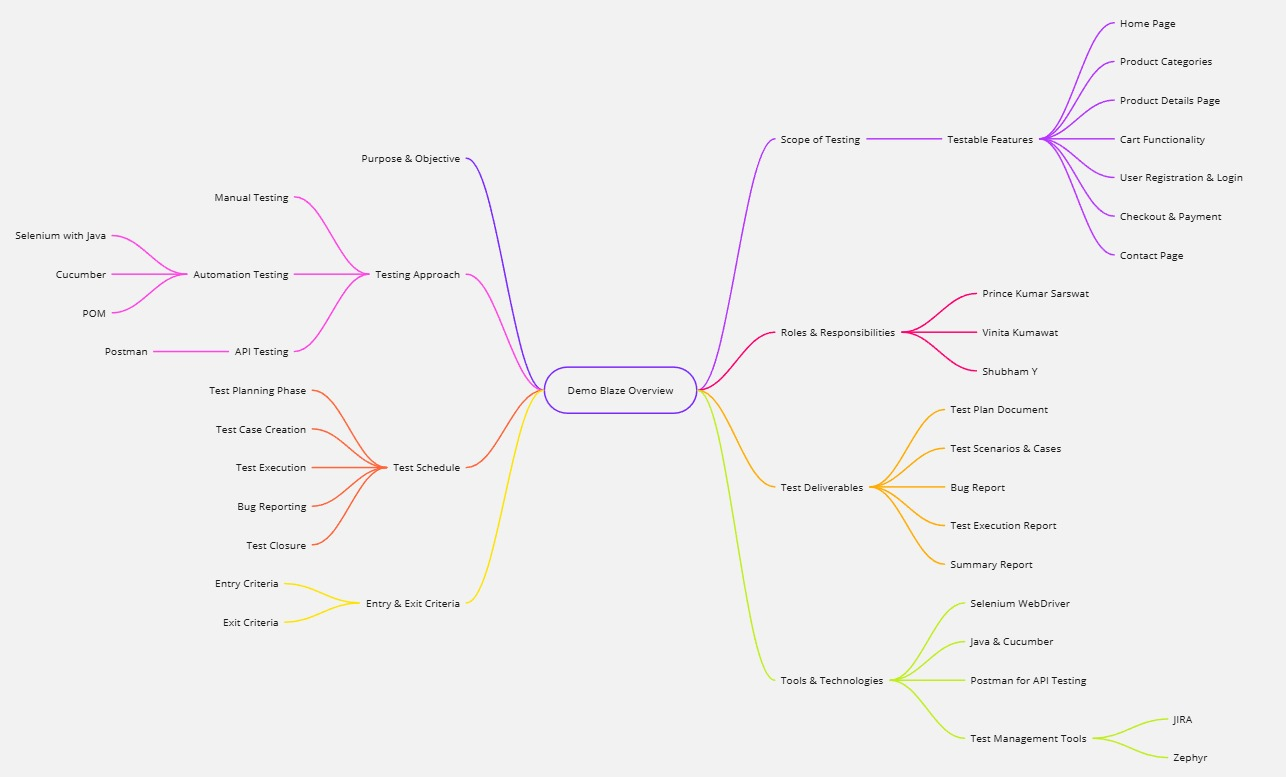 Demo Blaze Overview
Purpose & Objective
Testing Approach
Manual Testing
Automation Testing
Selenium with Java
Cucumber
POM
API Testing
Postman
Test Schedule
Test Planning Phase
Test Case Creation
Test Execution
Bug Reporting
Test Closure
Entry & Exit Criteria
Entry Criteria
Exit Criteria
Scope of Testing
Testable Features
Home Page
Product Categories
Product Details Page
Cart Functionality
User Registration & Login
Checkout & Payment
Contact Page
Roles & Responsibilities
Prince Kumar Sarswat
Vinita Kumawat
Shubham Y
Test Deliverables
Test Plan Document
Test Scenarios & Cases
Bug Report
Test Execution Report
Summary Report
Tools & Technologies
Selenium WebDriver
Java & Cucumber
Postman for API Testing
Test Management Tools
JIRA
Zephyr